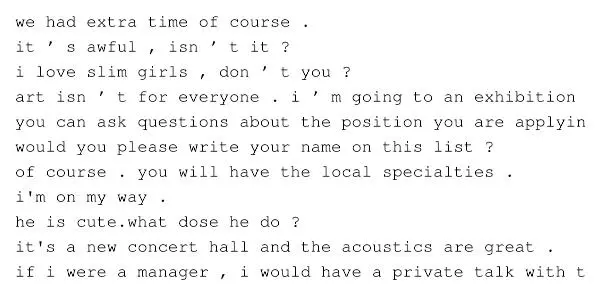 we had extra time of course .
it ’ s awful , isn ’ t it ?
i love slim girls , don ’ t you ?
art isn ’ t for everyone . i ’ m going to an exhibition
you can ask questions about the position you are applyin
would you please write your name on this list ?
of course . you will have the local specialties .
i'm on my way .
he is cute.what dose he do ?
it's a new concert hall and the acoustics are great .
if i were a manager , i would have a private talk with t